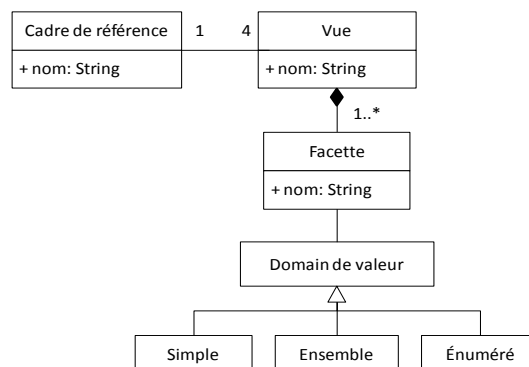 Cadre de référence
1
4
Vue
+ nom: String
+ nom: String
1..*
Facette
+ nom: String
Domain de valeur
Simple
Ensemble
Énuméré